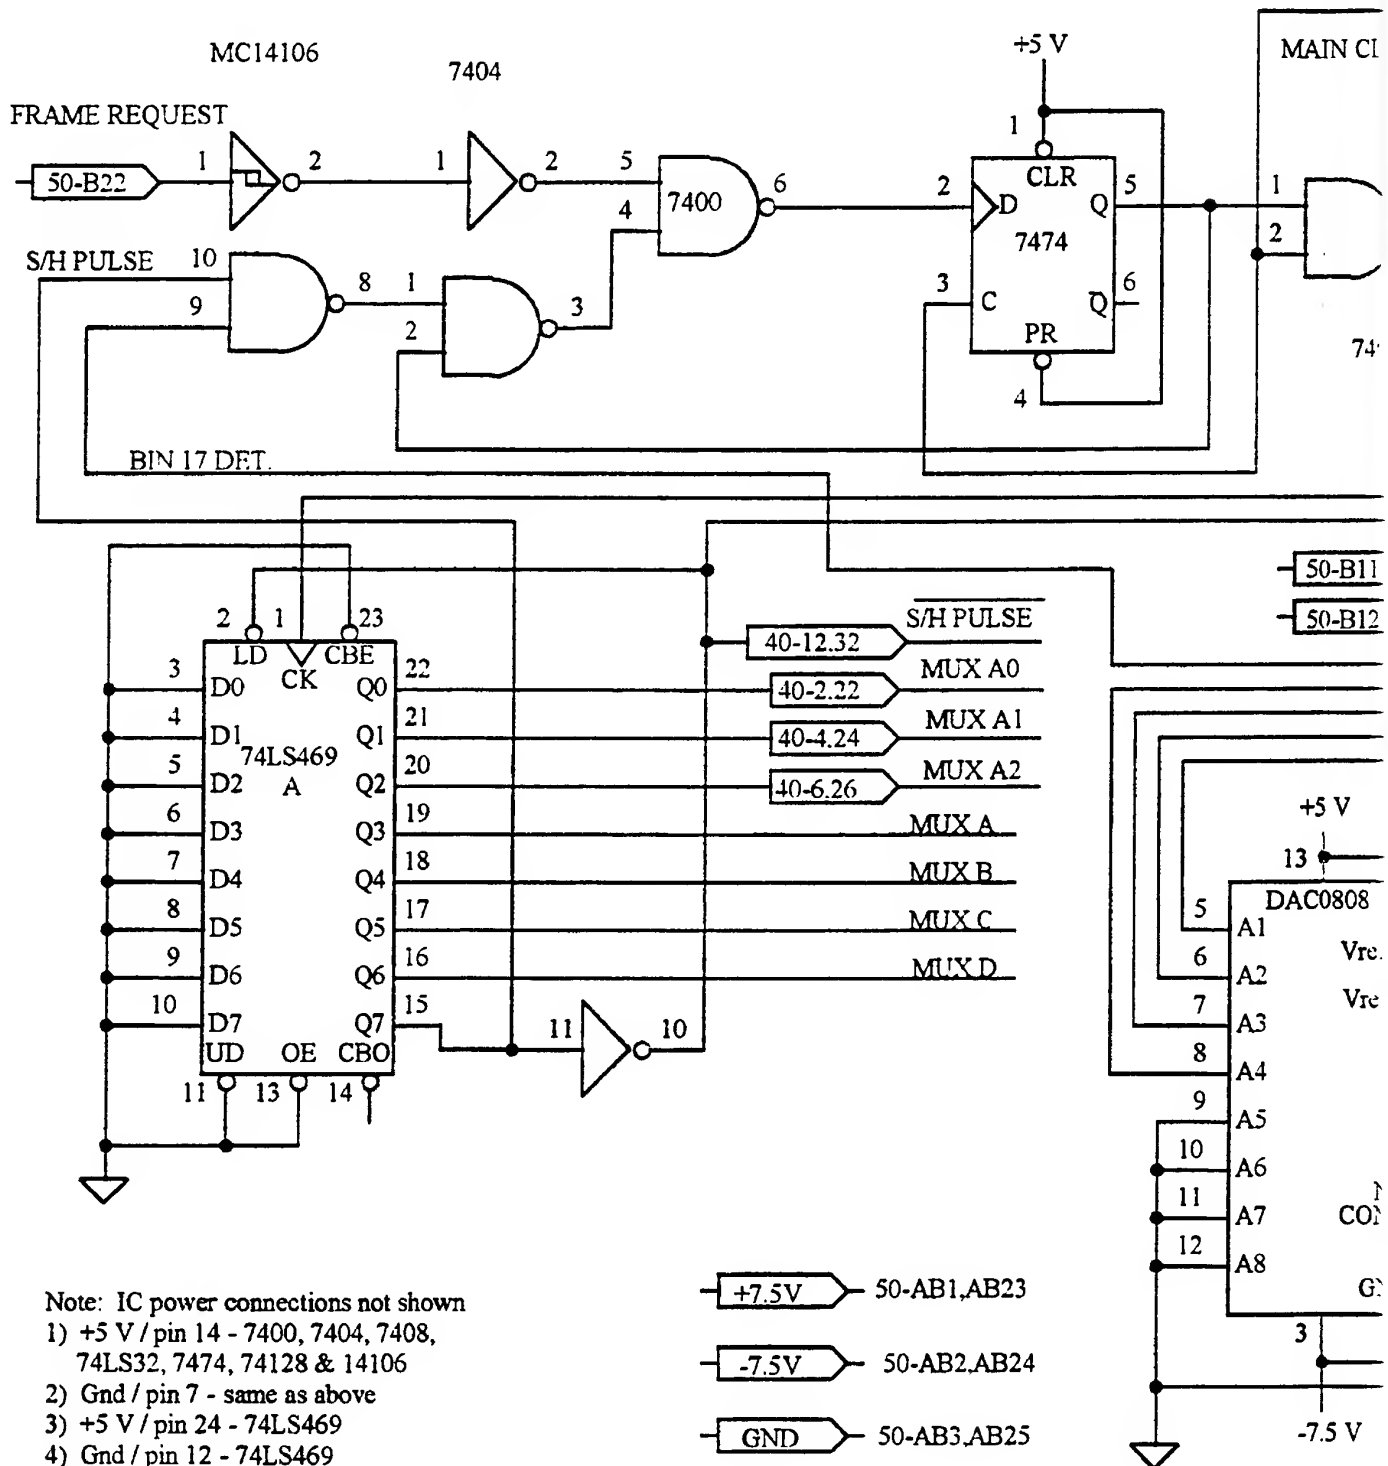 MC14106
7404
+5 V
MAIN CL
FRAME REQUEST
1
50-B22
1 2
1 2
5
4
7400
6
2
CLR
D Q
7474
5
3
C Q
6
PR
4
1
2
S/H PULSE
10
9
8
1
2
3
BIN 17 DET.
50-B11
50-B12
2 1 23
LD CK CBE
S/H PULSE
40-12.32
3 D0 Q0 22
40-2.22
MUX A0
4 D1 Q1 21
40-4.24
MUX A1
74LS469
A
5 D2 Q2 20
40-6.26
MUX A2
6 D3 Q3 19
MUX A
7 D4 Q4 18
MUX B
8 D5 Q5 17
MUX C
9 D6 Q6 16
MUX D
10 D7 Q7 15
UD OE CBO
11 13 14
11 10
+5 V
13
DAC0808
5 A1
Vre.
6 A2
Vre
7 A3
8 A4
9 A5
10 A6
11 A7
12 A8
3
-7.5 V
Note: IC power connections not shown
1) +5 V / pin 14 - 7400, 7404, 7408,
74LS32, 7474, 74128 & 14106
2) Gnd / pin 7 - same as above
3) +5 V / pin 24 - 74LS469
4) Gnd / pin 12 - 74LS469
+7.5V 50-AB1,AB23
-7.5V 50-AB2,AB24
GND 50-AB3,AB25